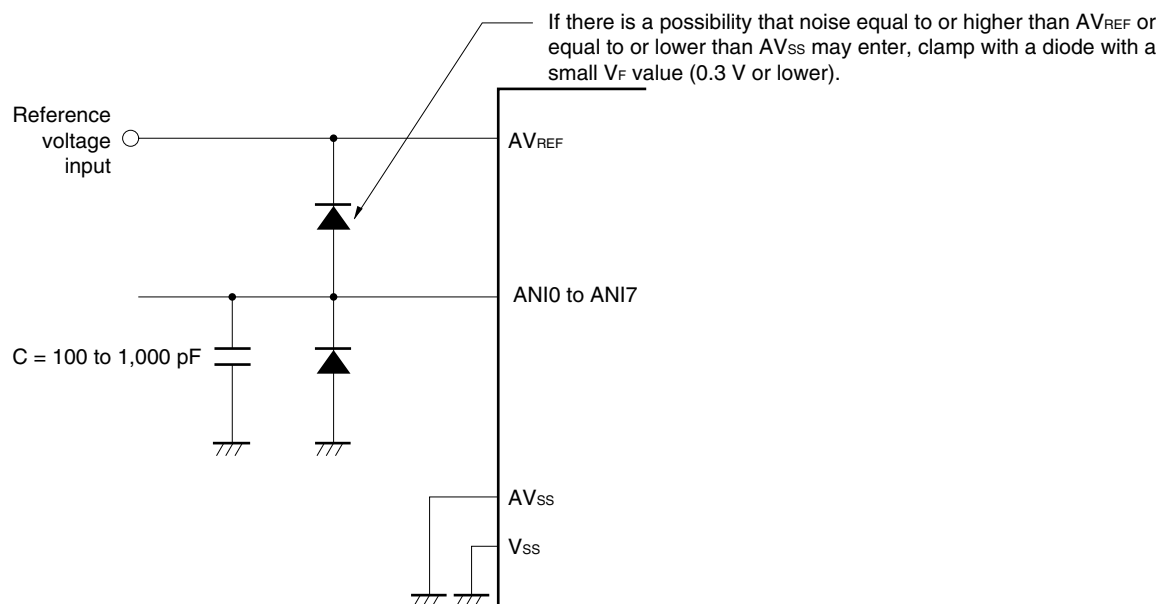 If there is a possibility that noise equal to or higher than AVREF or
equal to or lower than AVSS may enter, clamp with a diode with a
small VF value (0.3 V or lower).
Reference
voltage
input
AVREF
ANI0 to ANI7
C = 100 to 1,000 pF
AVSS
VSS